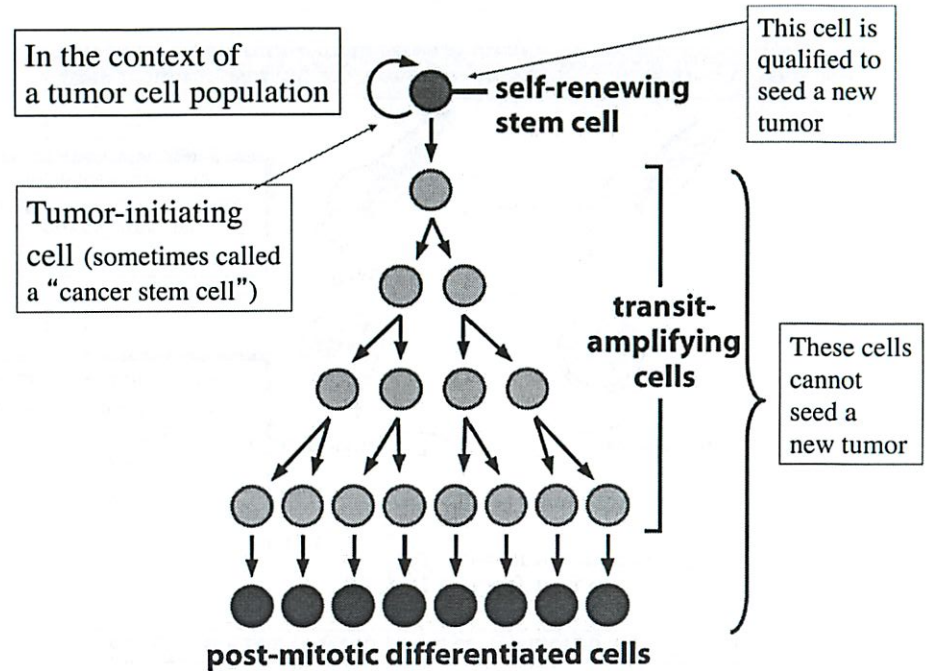 In the context of
a tumor cell population
This cell is
qualified to
seed a new
tumor
self-renewing
stem cell
Tumor-initiating
cell (sometimes called
a “cancer stem cell”)
transit-
amplifying
cells
These cells
cannot
seed a
new tumor
post-mitotic differentiated cells